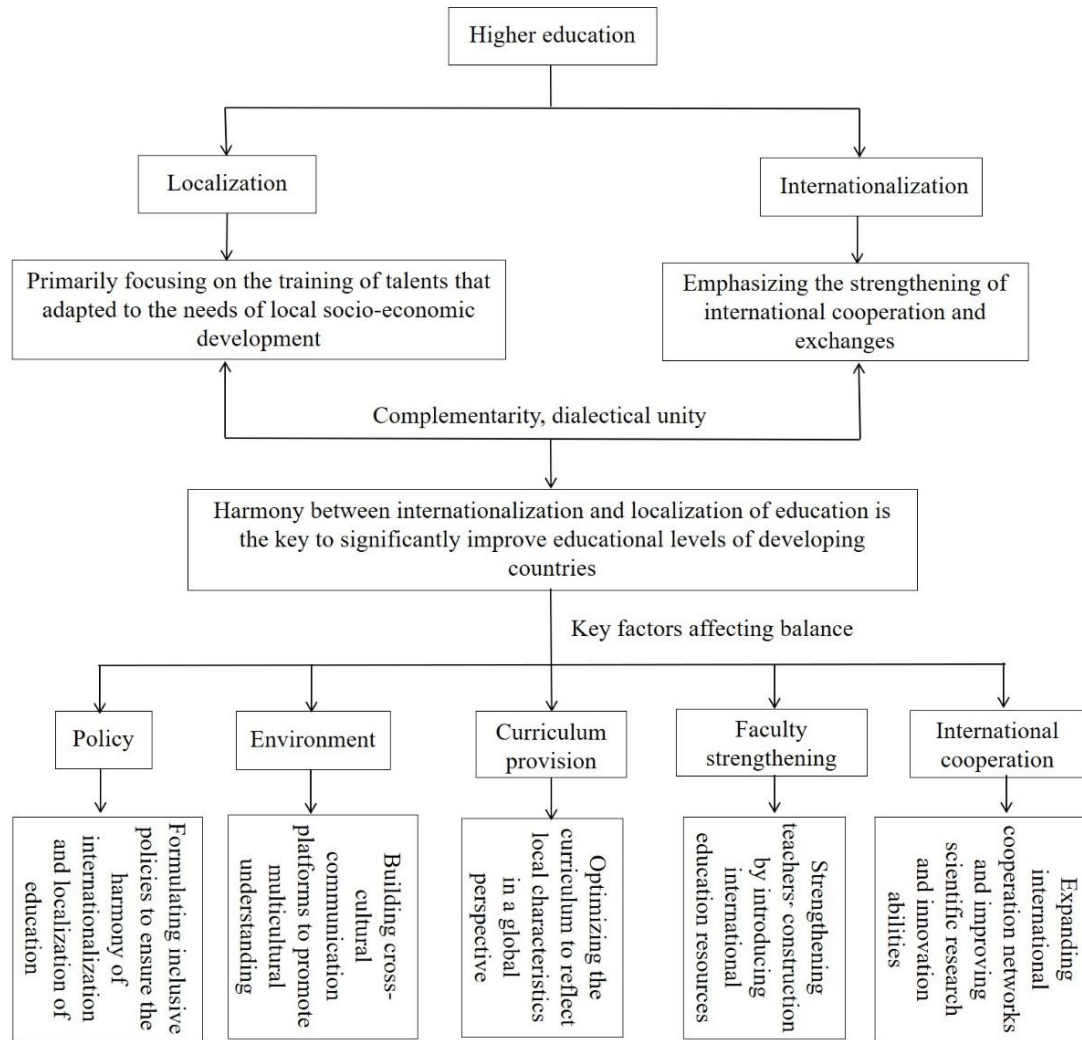 Higher education
Localization
Internationalization
Primarily focusing on the training of talents that
adapted to the needs of local socio-economic
development
Emphasizing the strengthening of
international cooperation and
exchanges
Complementarity, dialectical unity
Harmony between internationalization and localization of education is
the key to significantly improve educational levels of developing
countries
Key factors affecting balance
Policy
Environment
Curriculum
provision
Faculty
strengthening
International
cooperation
Formulating inclusive
policies to ensure the
harmony of
internationalization
and localization of
education
Building cross-
cultural
communication
platforms to promote
multicultural
understanding
Optimizing the
curriculum to reflect
local characteristics
in a global
perspective
Strengthening
teachers· construction
by introducing
international
education resources
Expanding
international
cooperation networks
and improving
scientific research
and innovation
abilities